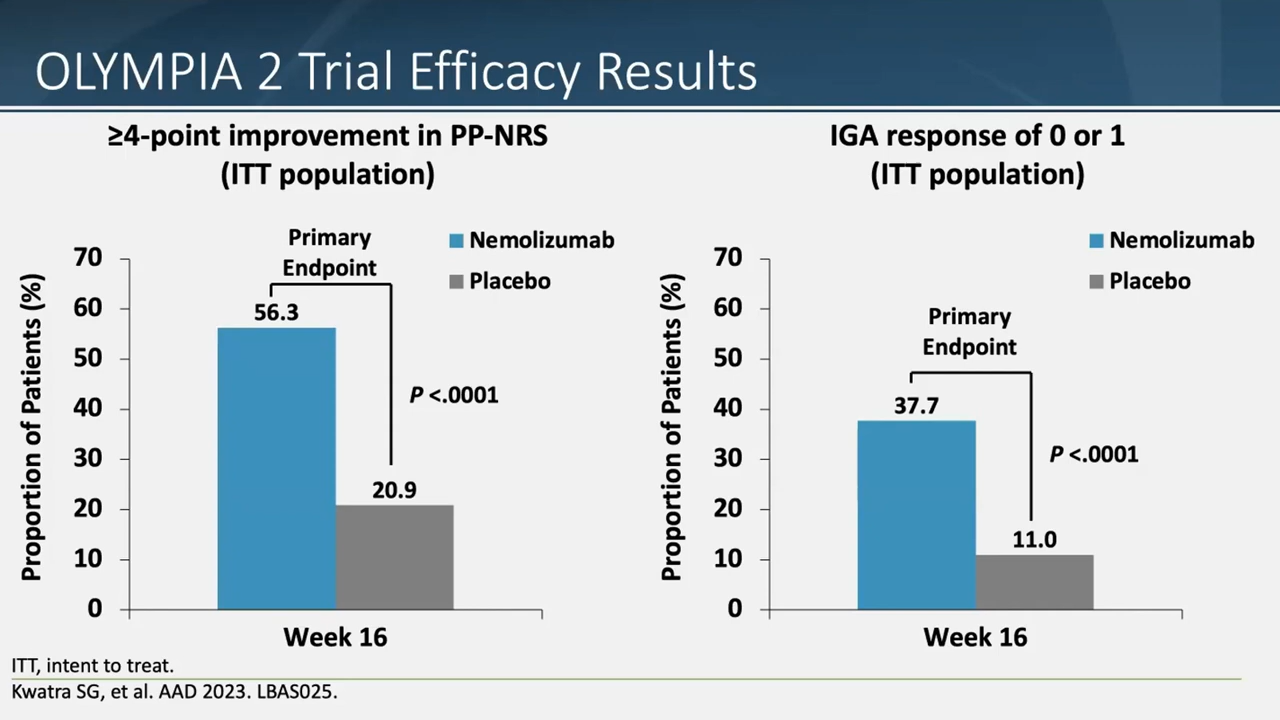 OLYMPIA 2 Trial Efficacy Results
≥4-point improvement in PP-NRS
(ITT population)
Proportion of Patients (%)
70
60
50
40
30
20
10
0
Primary
Endpoint
Nemolizumab
Placebo
56.3
P <.0001
20.9
Week 16
IGA response of 0 or 1
(ITT population)
Proportion of Patients (%)
70
60
50
40
30
20
10
0
Nemolizumab
Placebo
Primary
Endpoint
37.7
P <.0001
11.0
Week 16
ITT, intent to treat.
Kwatra SG, et al. AAD 2023. LBAS025.